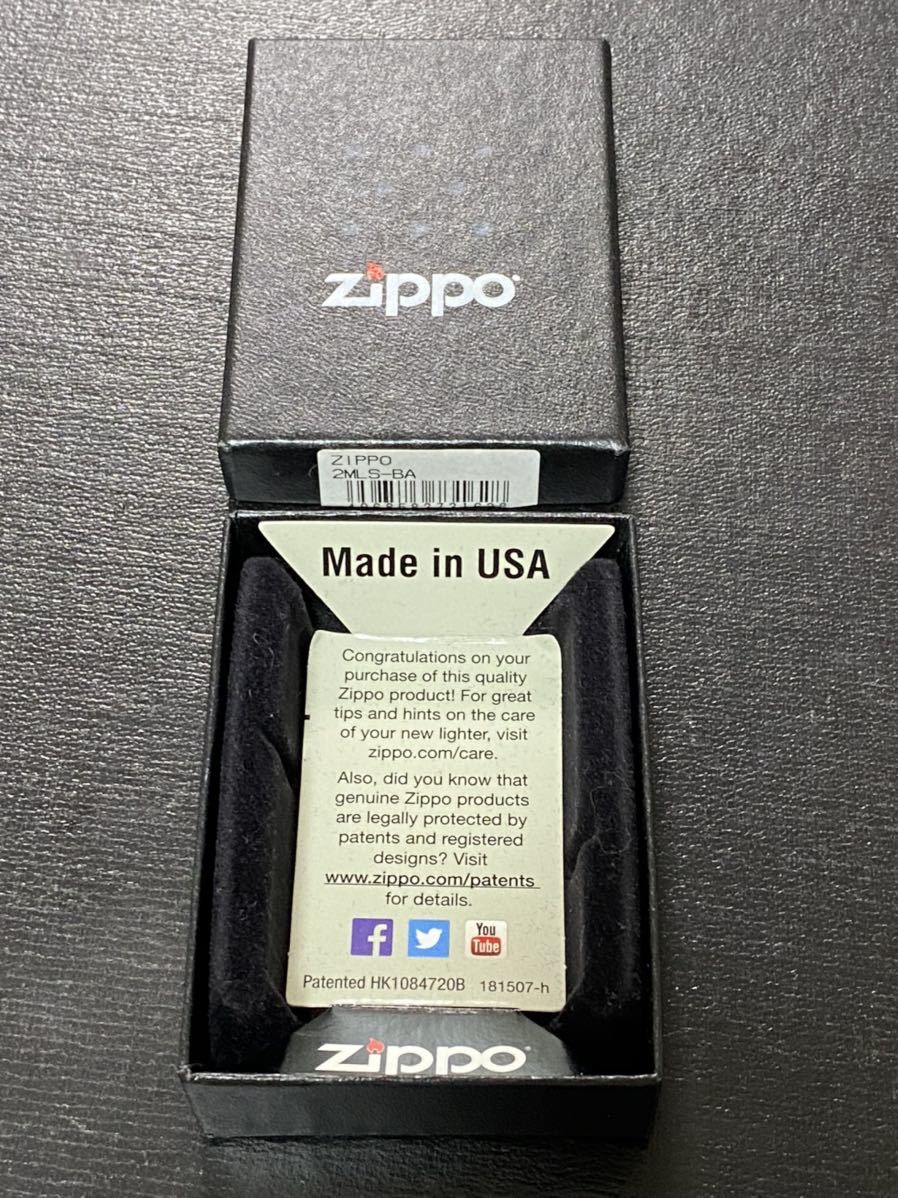 zippo
ZIPPO
2MLS-BA
Made in USA
Congratulations on your
purchase of this quality
Zippo product! For great
tips and hints on the care
of your new lighter, visit
zippo.com/care.
Also, did you know that
genuine Zippo products
are legally protected by
patents and registered
designs? Visit
www.zippo.com/patents
for details.
f
You
Tube
Patented HK1084720B 181507-h
zippo